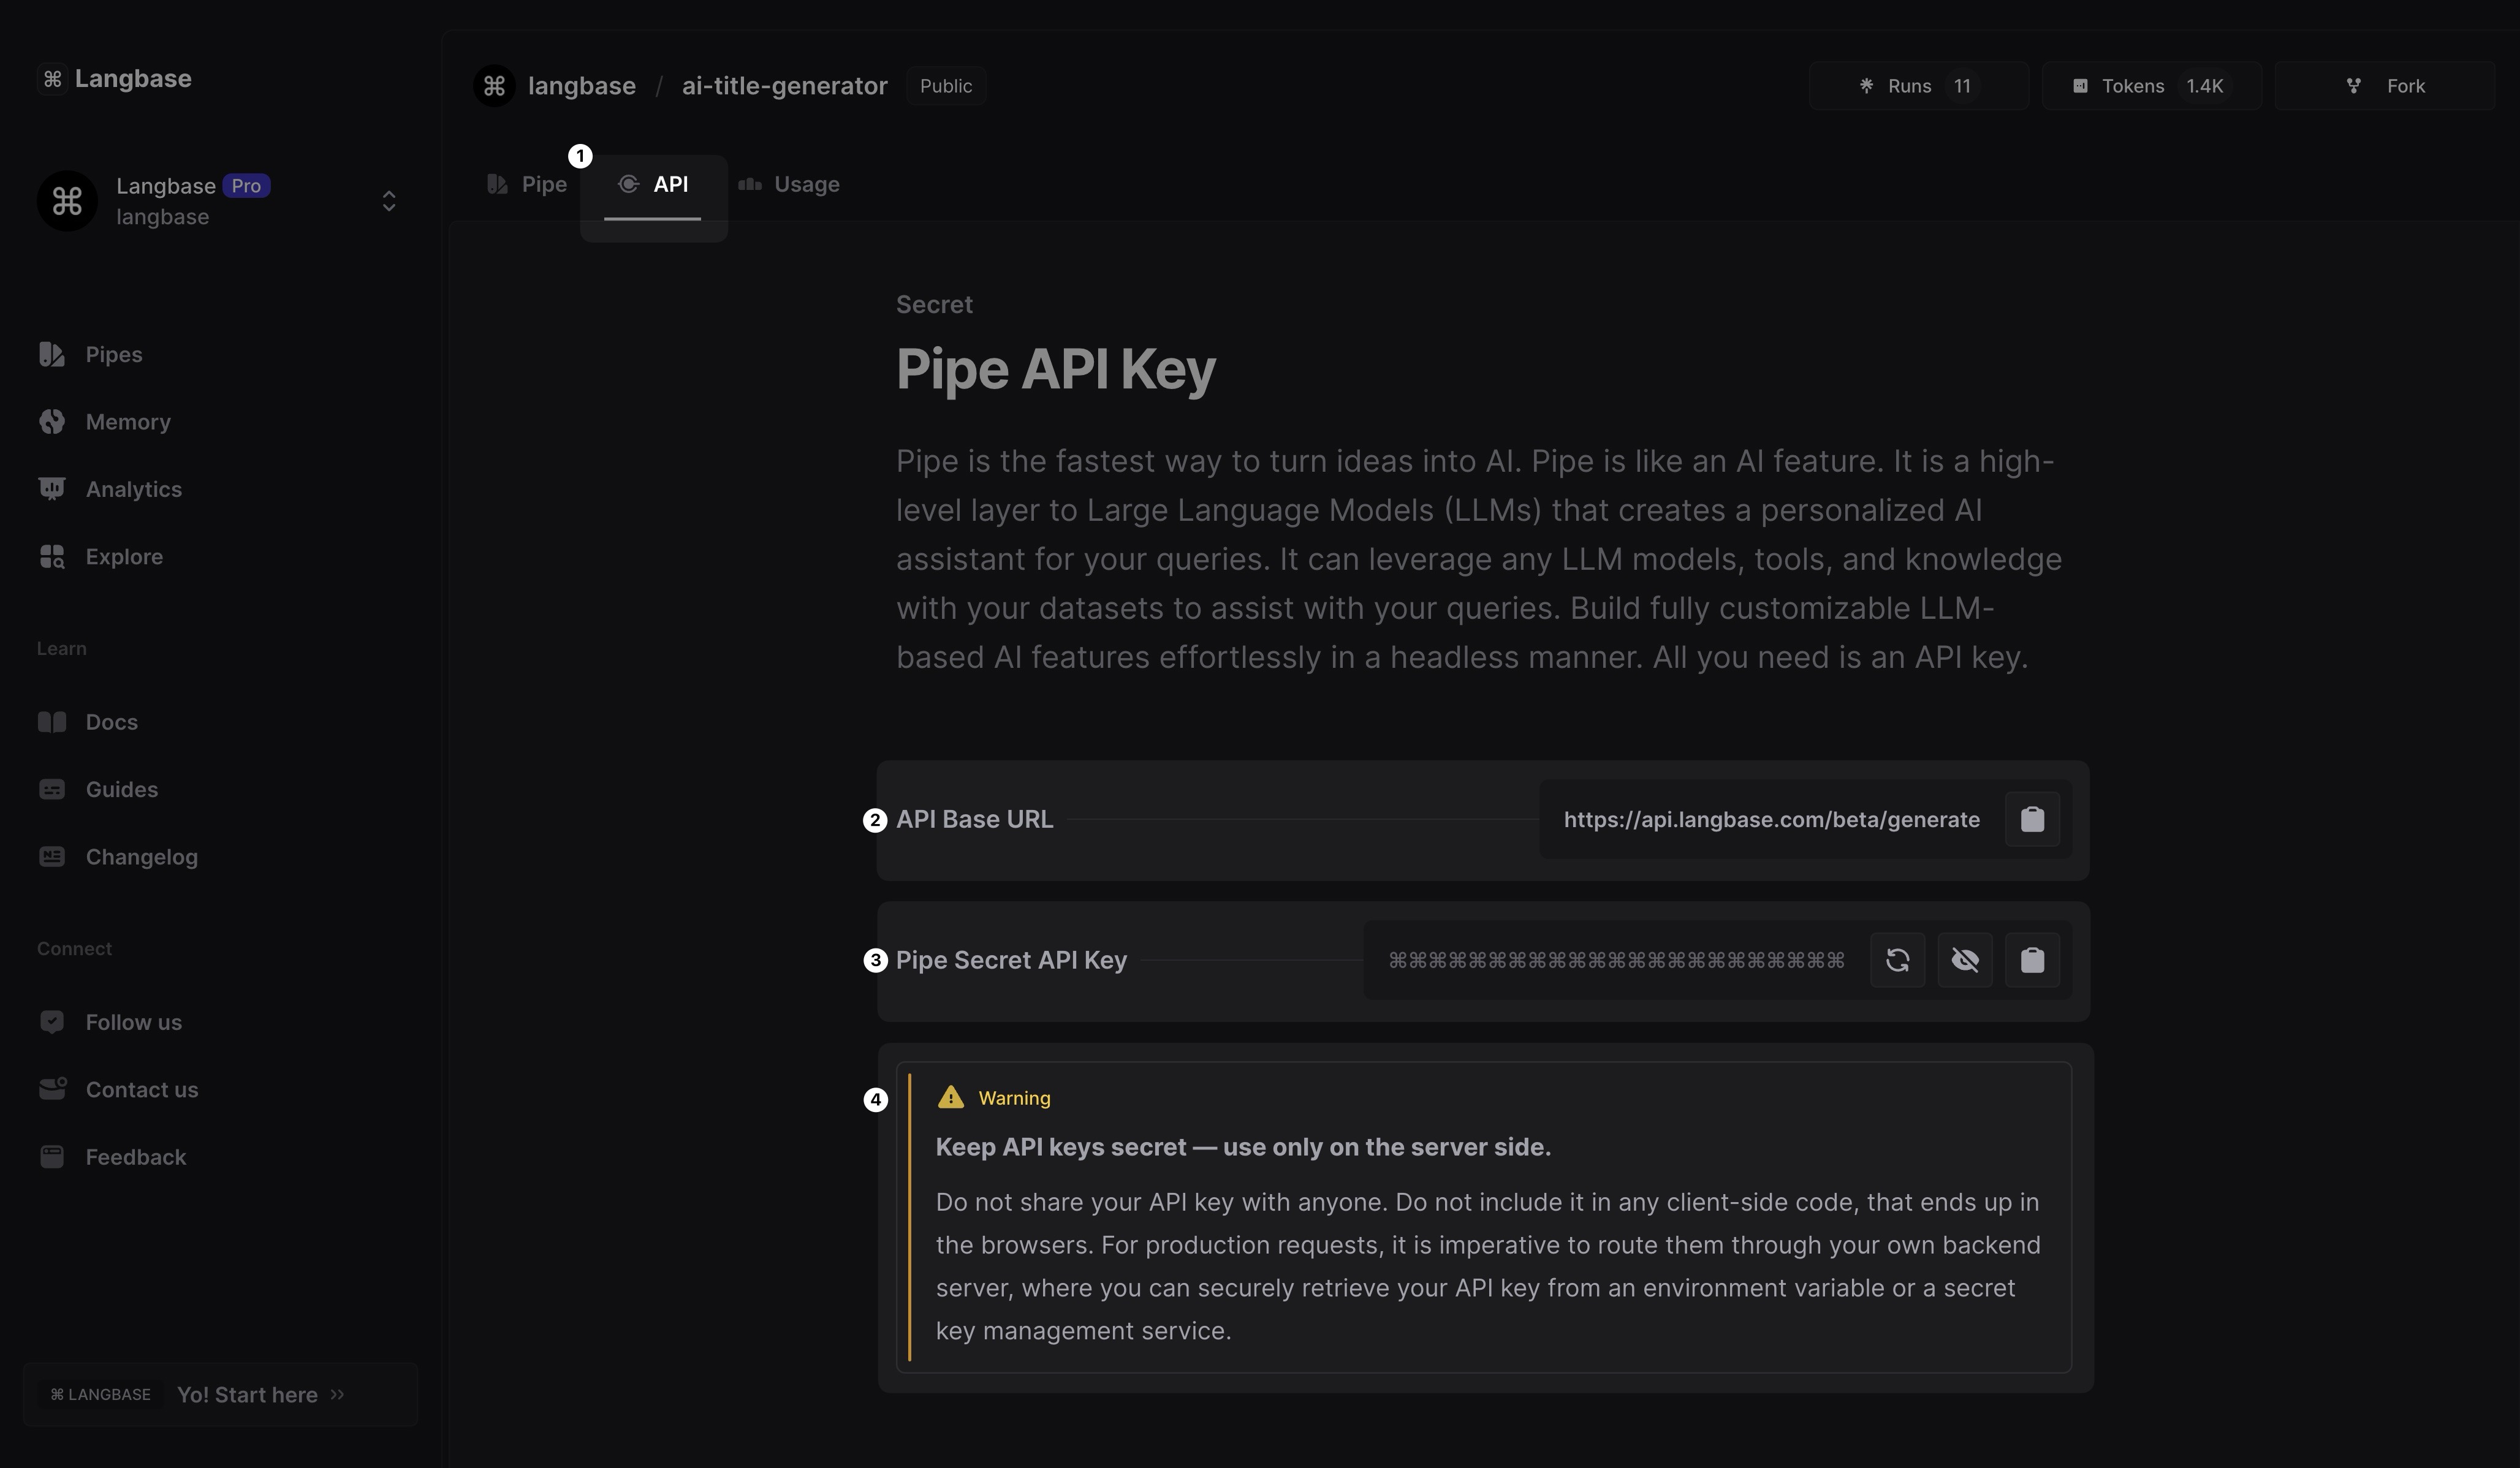 ⌘ Langbase
⌘ langbase / ai-title-generator Public
Runs 11
Tokens 1.4K
Fork
⌘ Langbase Pro
langbase
1
Pipe
API
Usage
Pipes
Memory
Analytics
Explore
Learn
Docs
Guides
Changelog
Connect
Follow us
Contact us
Feedback
⌘ LANGBASE Yo! Start here »
Secret
Pipe API Key
Pipe is the fastest way to turn ideas into AI. Pipe is like an AI feature. It is a high-
level layer to Large Language Models (LLMs) that creates a personalized AI
assistant for your queries. It can leverage any LLM models, tools, and knowledge
with your datasets to assist with your queries. Build fully customizable LLM-
based AI features effortlessly in a headless manner. All you need is an API key.
2 API Base URL https://api.langbase.com/beta/generate
3 Pipe Secret API Key ⌘⌘⌘⌘⌘⌘⌘⌘⌘⌘⌘⌘⌘⌘⌘⌘⌘⌘⌘⌘⌘⌘⌘
4 Warning
Keep API keys secret — use only on the server side.
Do not share your API key with anyone. Do not include it in any client-side code, that ends up in
the browsers. For production requests, it is imperative to route them through your own backend
server, where you can securely retrieve your API key from an environment variable or a secret
key management service.